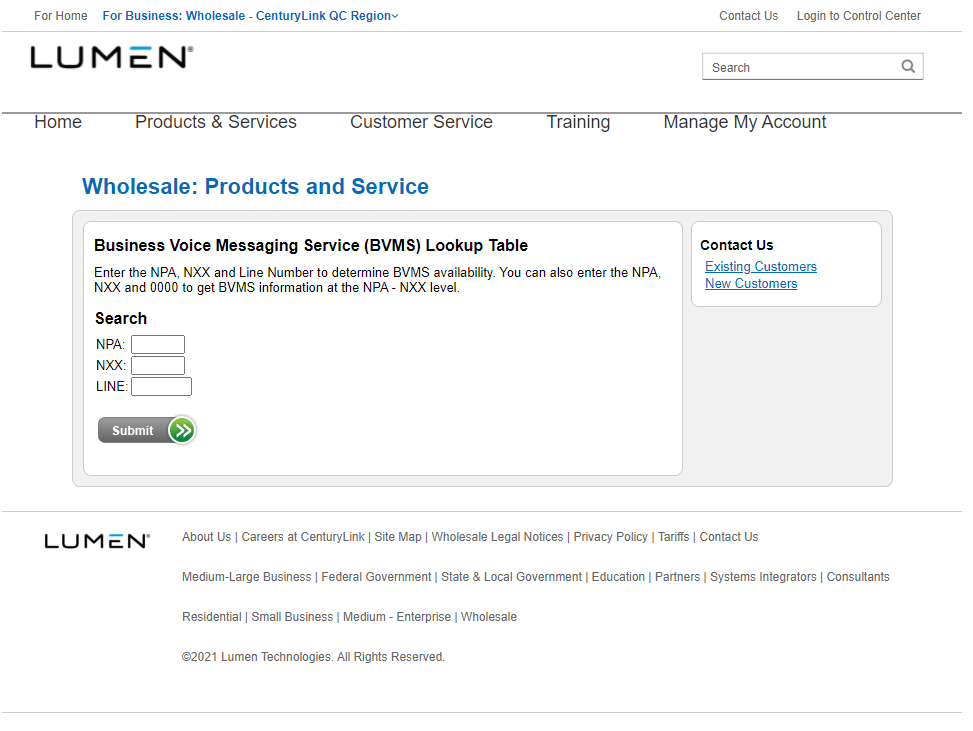 For Home For Business: Wholesale - CenturyLink QC Region Contact Us Login to Control Center
LUMEN®
Search
Home Products & Services Customer Service Training Manage My Account
Wholesale: Products and Service
Business Voice Messaging Service (BVMS) Lookup Table
Enter the NPA, NXX and Line Number to determine BVMS availability. You can also enter the NPA,
NXX and 0000 to get BVMS information at the NPA - NXX level.
Search
NPA:
NXX:
LINE:
Submit
Contact Us
Existing Customers
New Customers
LUMEN®
About Us | Careers at CenturyLink | Site Map | Wholesale Legal Notices | Privacy Policy | Tariffs | Contact Us
Medium-Large Business | Federal Government | State & Local Government | Education | Partners | Systems Integrators | Consultants
Residential | Small Business | Medium - Enterprise | Wholesale
©2021 Lumen Technologies. All Rights Reserved.